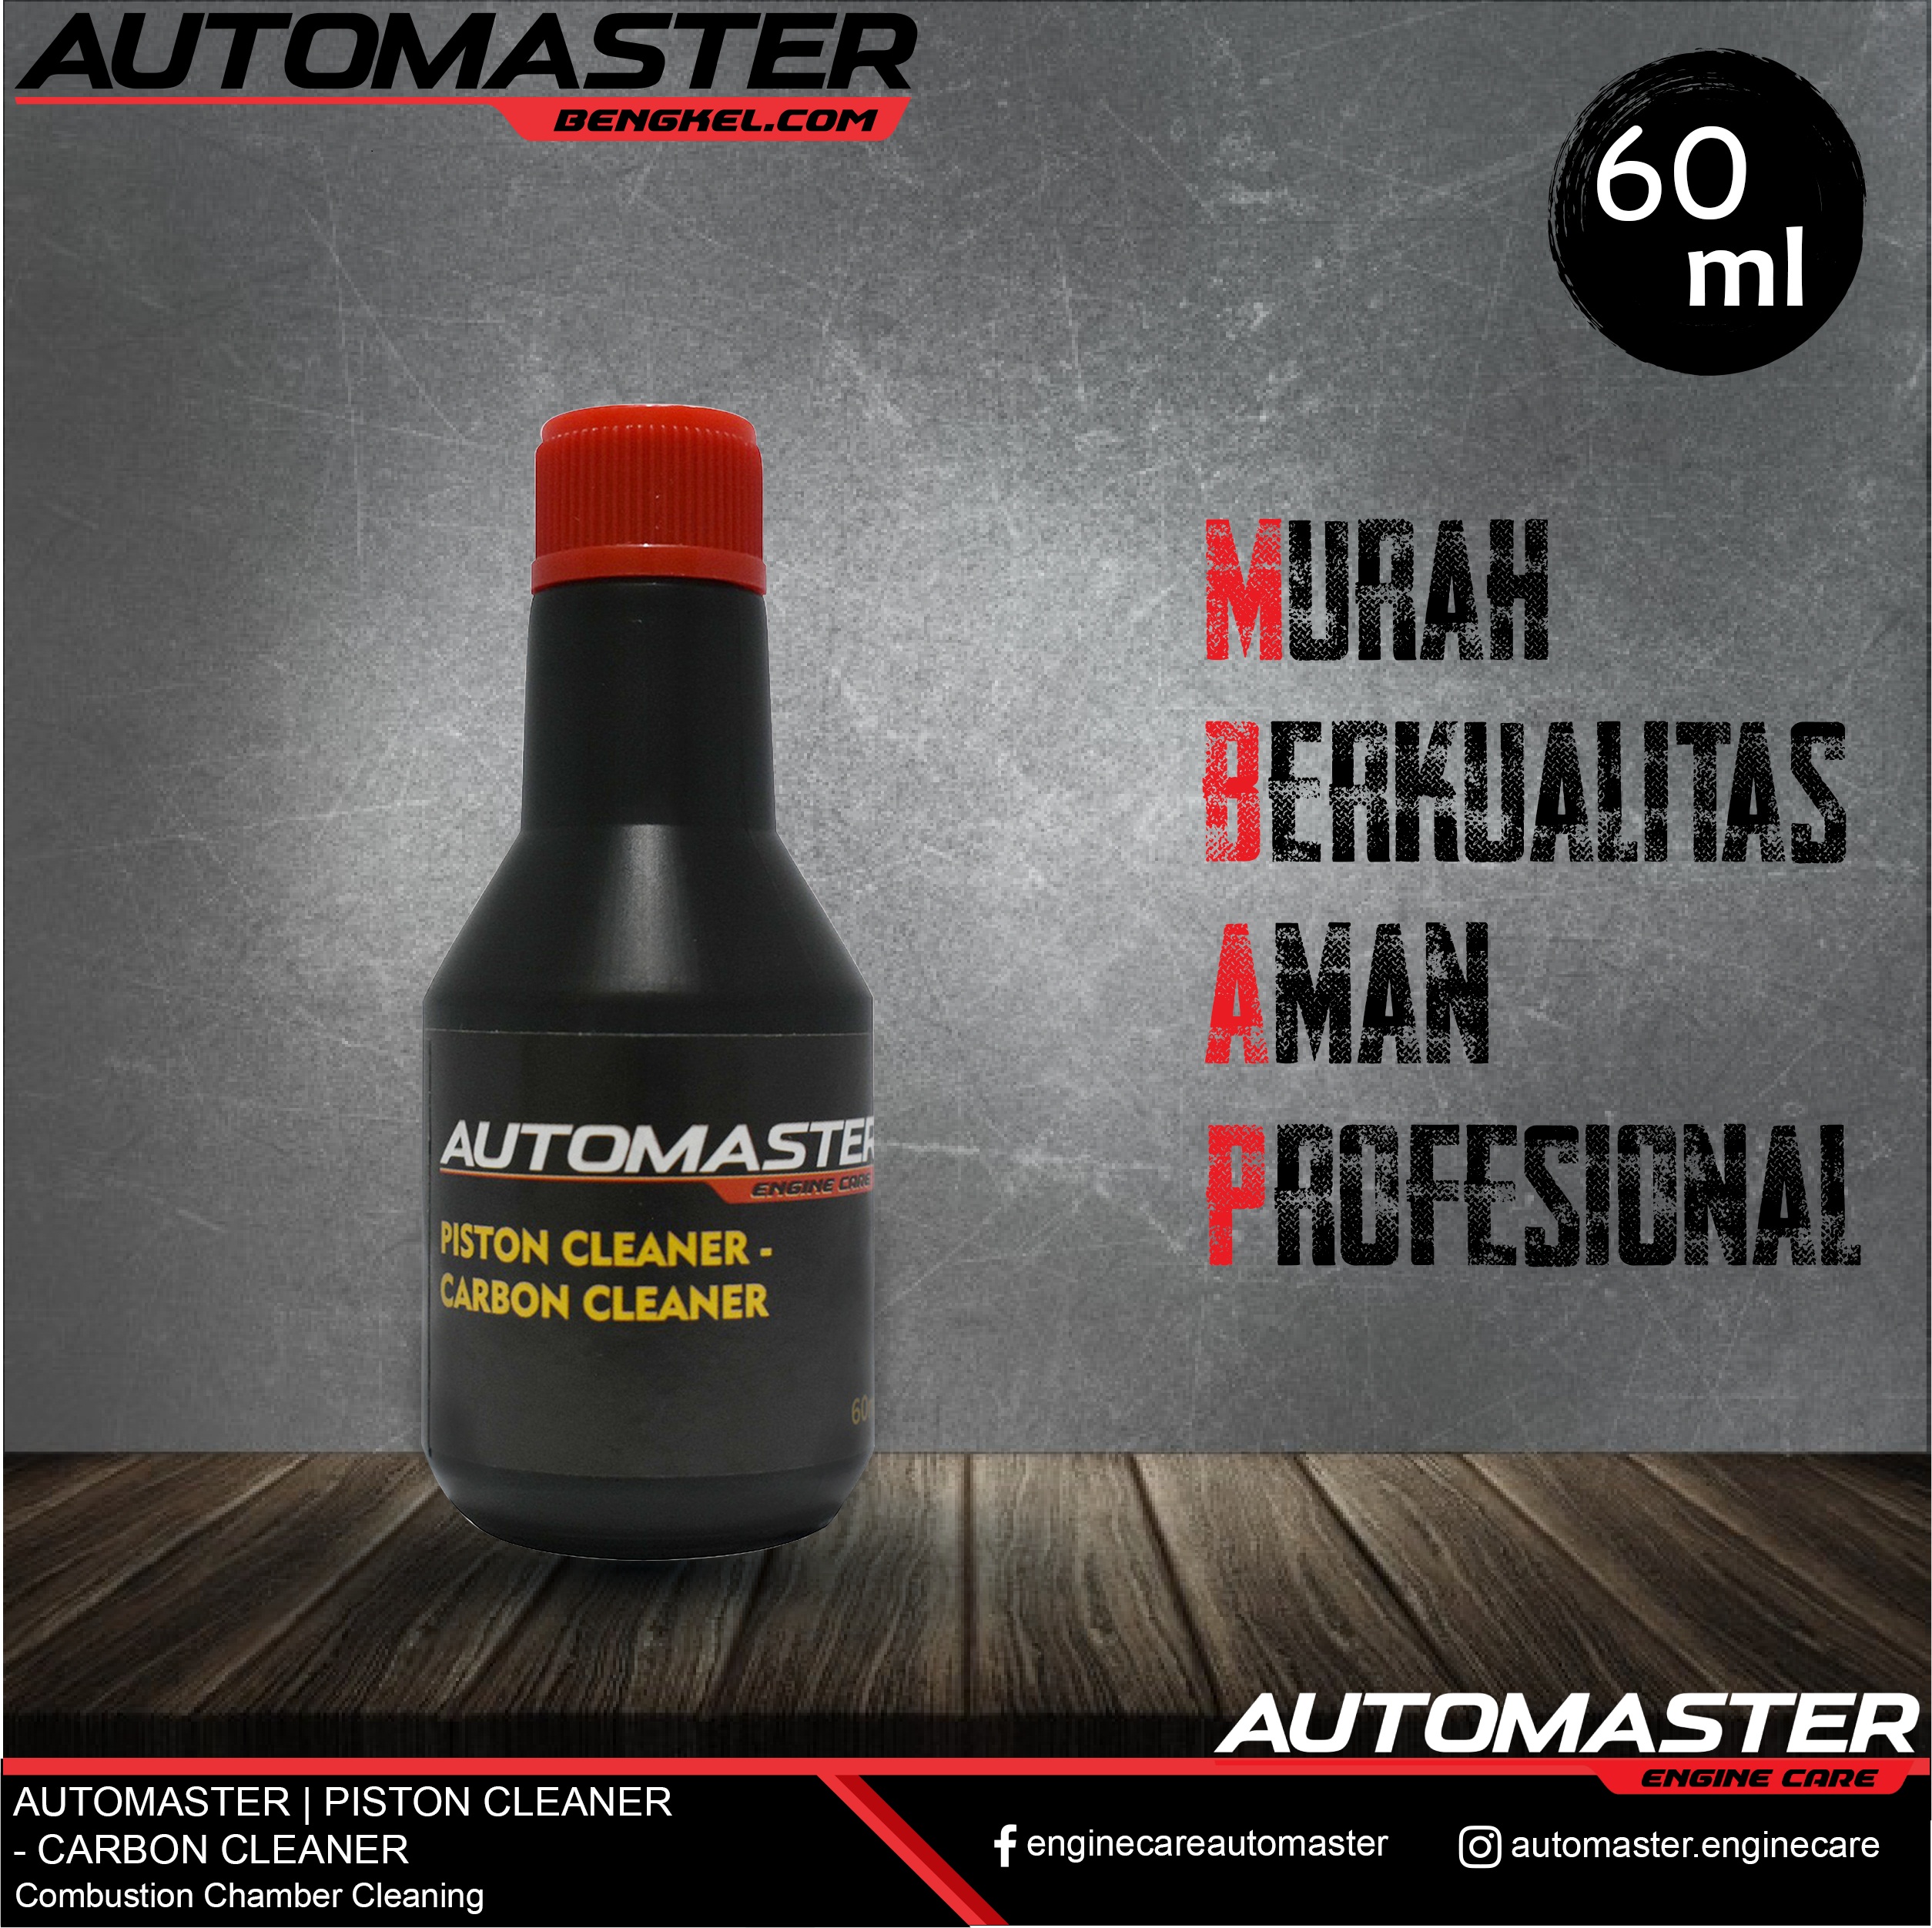 AUTOMASTER
BENGKEL.COM
60
ml
MURAH
BERKUALITAS
AMAN
PROFESIONAL
AUTOMASTER
ENGINE CARE
PISTON CLEANER -
CARBON CLEANER
60
AUTOMASTER
ENGINE CARE
AUTOMASTER | PISTON CLEANER
- CARBON CLEANER
Combustion Chamber Cleaning
enginecareautomaster
automaster.enginecare